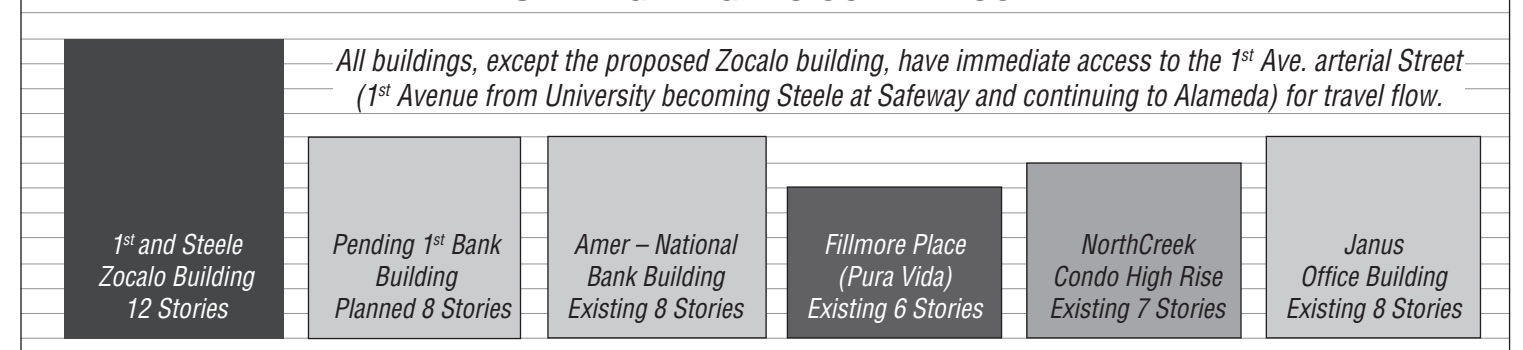 All buildings, except the proposed Zocalo building, have immediate access to the 1st Ave. arterial Street
(1st Avenue from University becoming Steele at Safeway and continuing to Alameda) for travel flow.
1st and Steele
Zocalo Building
12 Stories
Pending 1st Bank
Building
Planned 8 Stories
Amer – National
Bank Building
Existing 8 Stories
Fillmore Place
(Pura Vida)
Existing 6 Stories
NorthCreek
Condo High Rise
Existing 7 Stories
Janus
Office Building
Existing 8 Stories